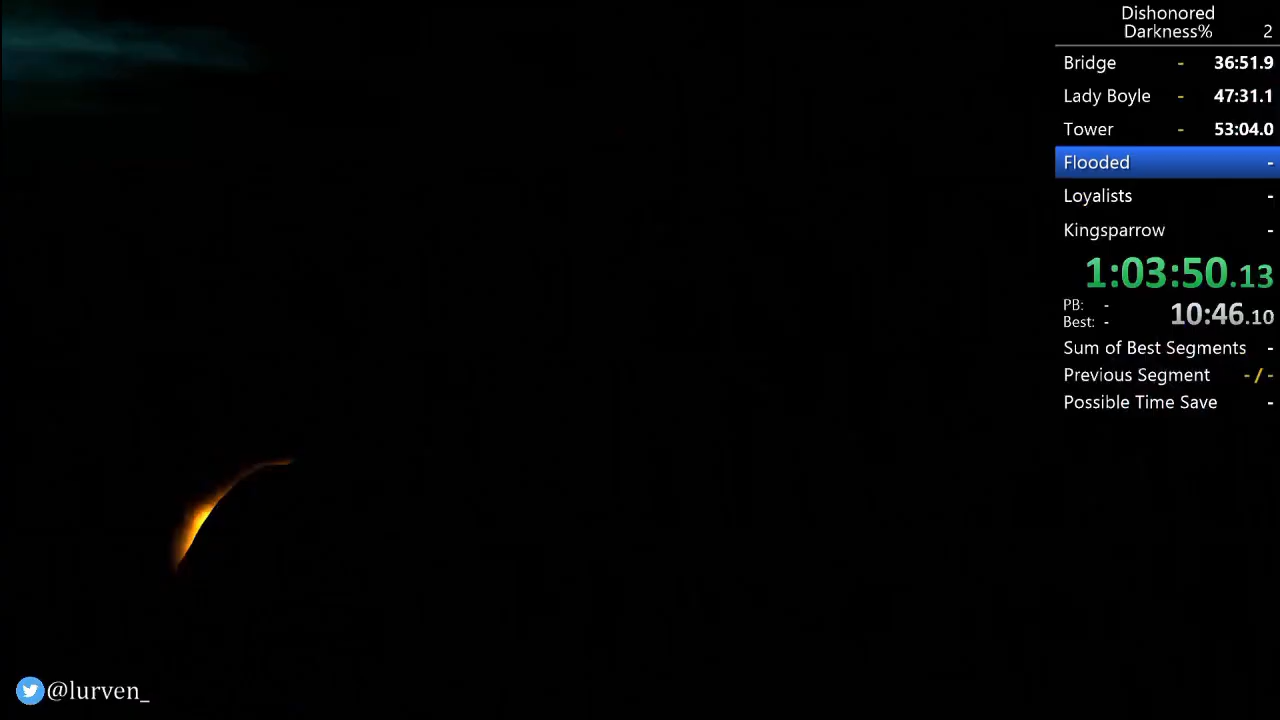 Dishonored
Darkness% 2
Bridge - 36:51.9
Lady Boyle - 47:31.1
Tower - 53:04.0
Flooded -
Loyalists -
Kingsparrow -
1:03:50.13
PB: - 10:46.10
Best: -
Sum of Best Segments -
Previous Segment - / -
Possible Time Save -
@lurven_